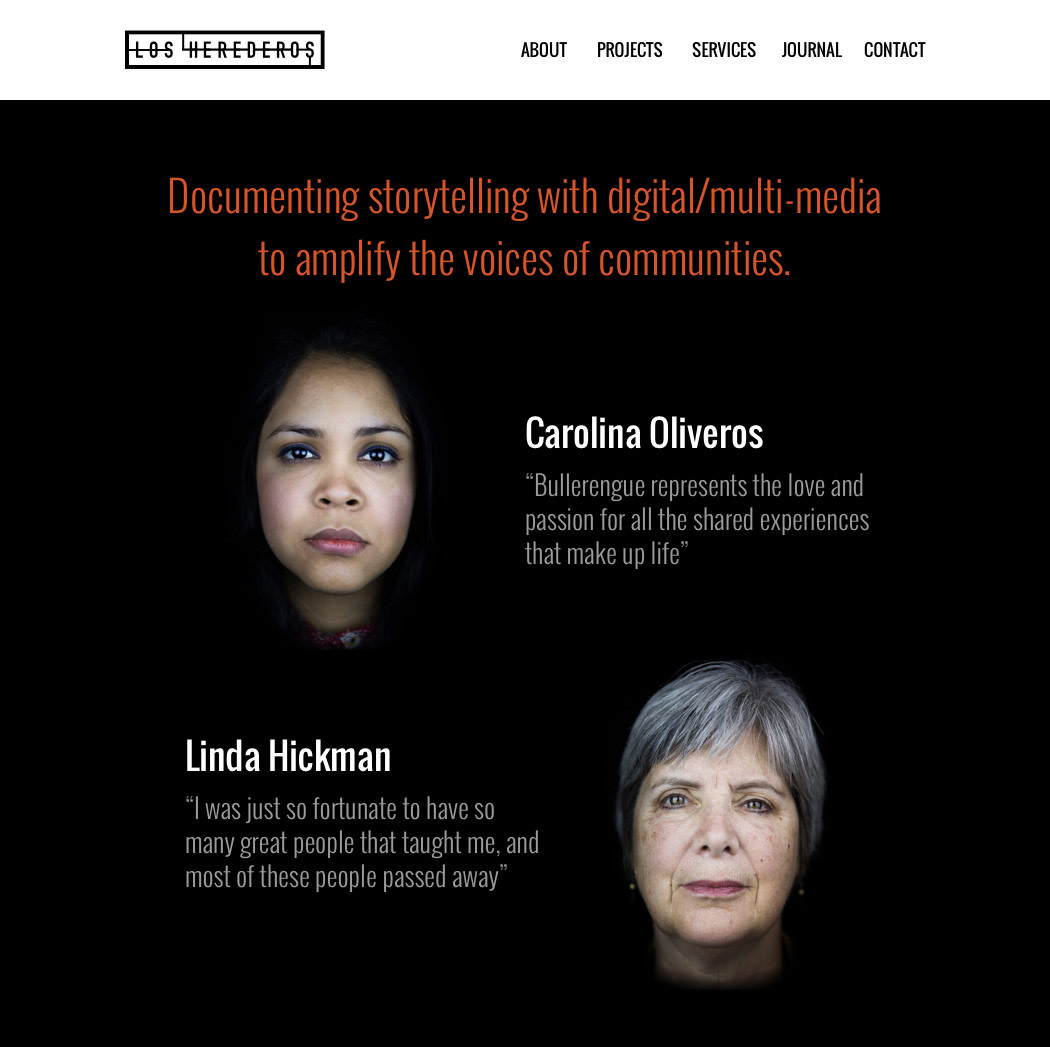 LOS HEREDEROS
ABOUT PROJECTS SERVICES JOURNAL CONTACT
Documenting storytelling with digital/multi-media
to amplify the voices of communities.
Carolina Oliveros
“Bullerengue represents the love and
passion for all the shared experiences
that make up life”
Linda Hickman
“I was just so fortunate to have so
many great people that taught me, and
most of these people passed away”